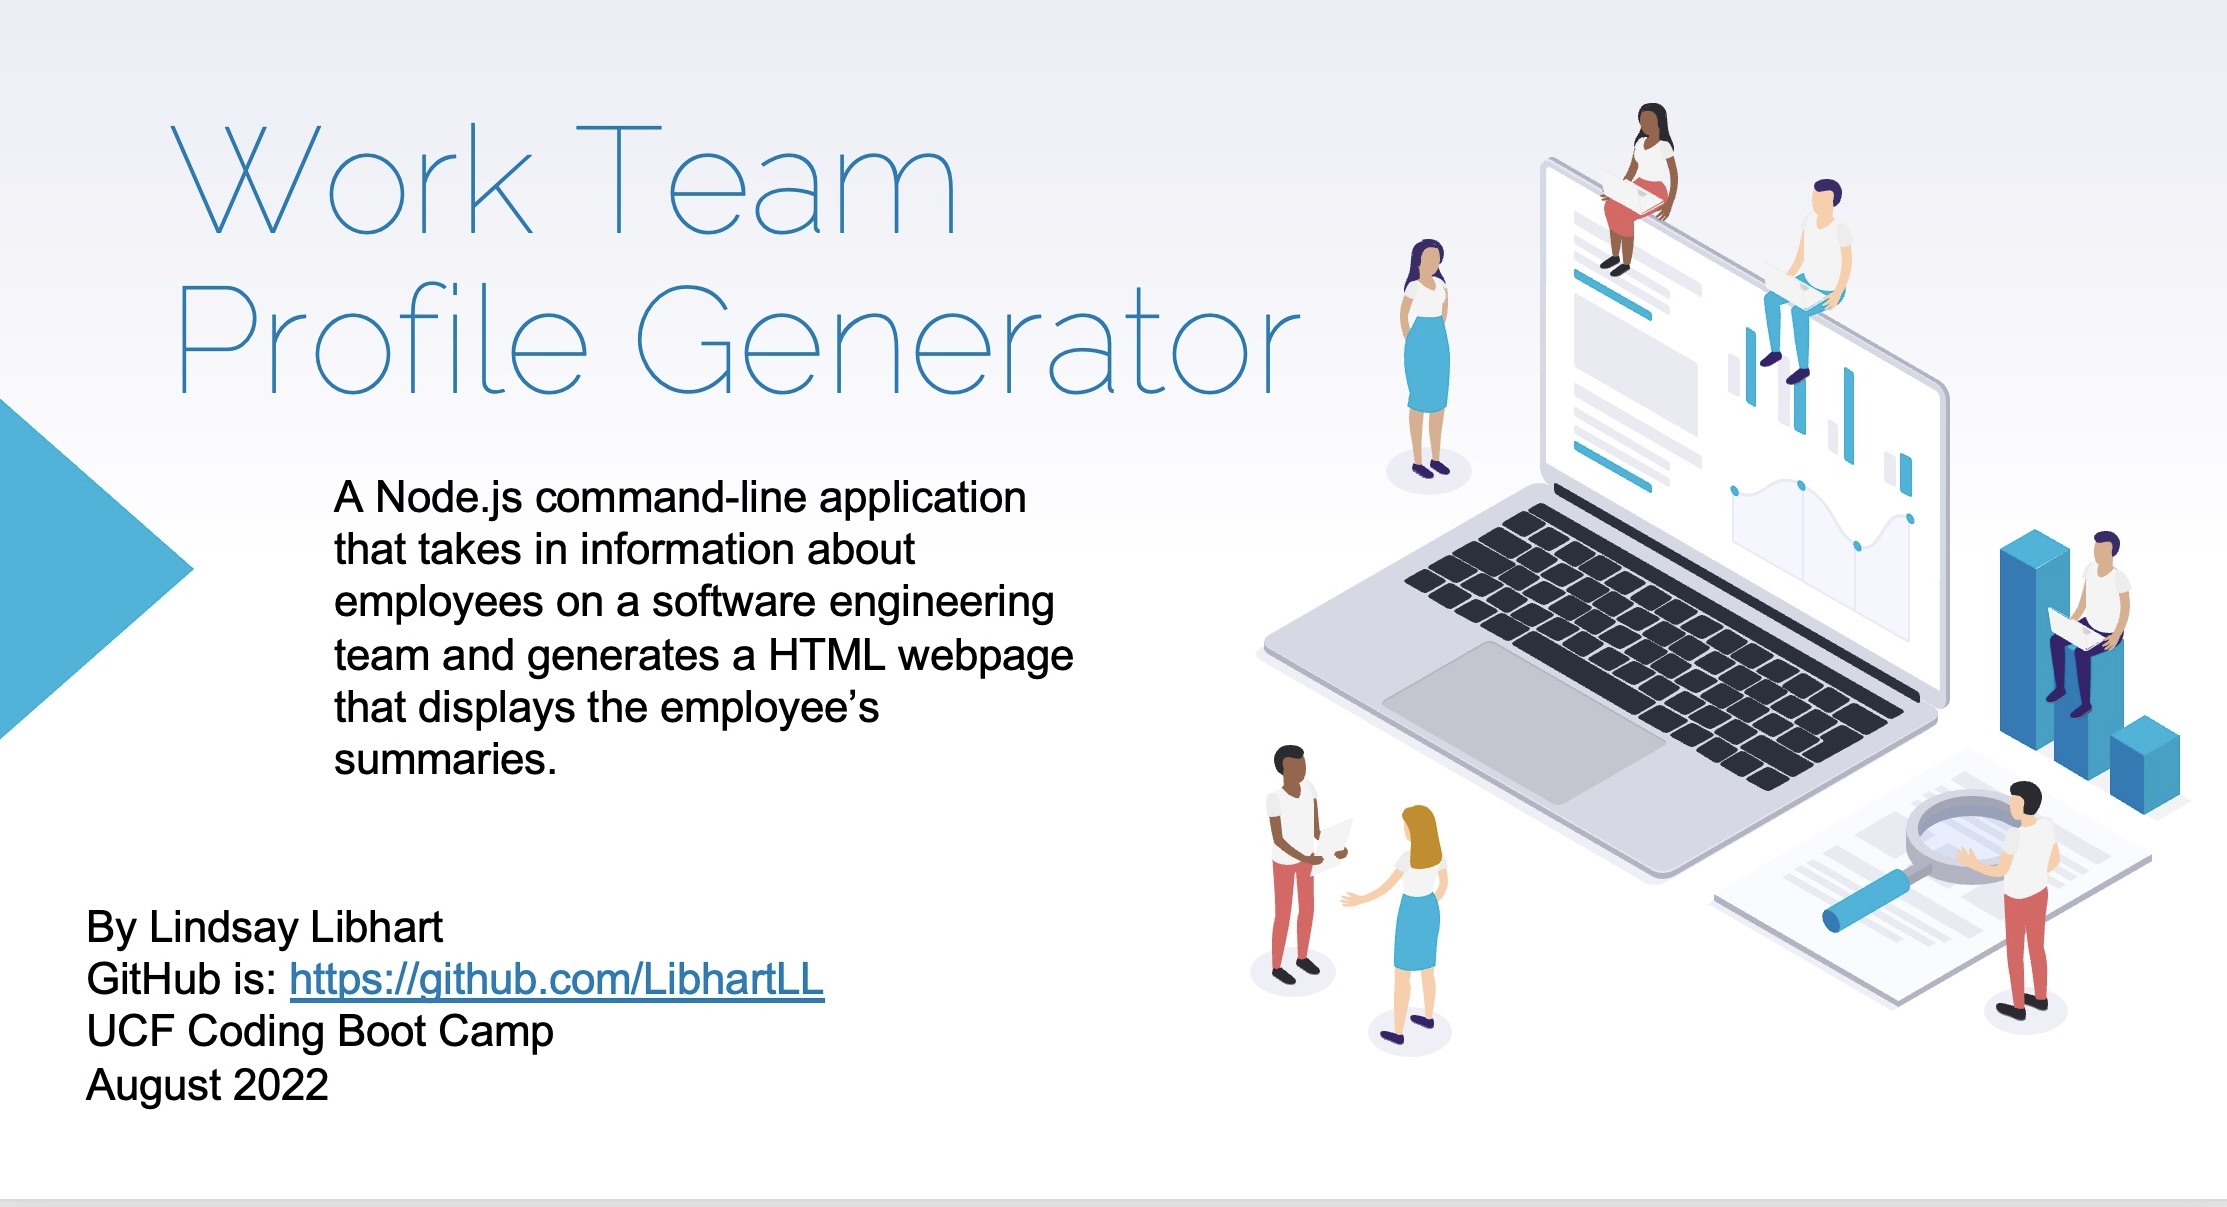 Work Team
Profile Generator
A Node.js command-line application
that takes in information about
employees on a software engineering
team and generates a HTML webpage
that displays the employee’s
summaries.
By Lindsay Libhart
GitHub is: https://github.com/LibhartLL
UCF Coding Boot Camp
August 2022